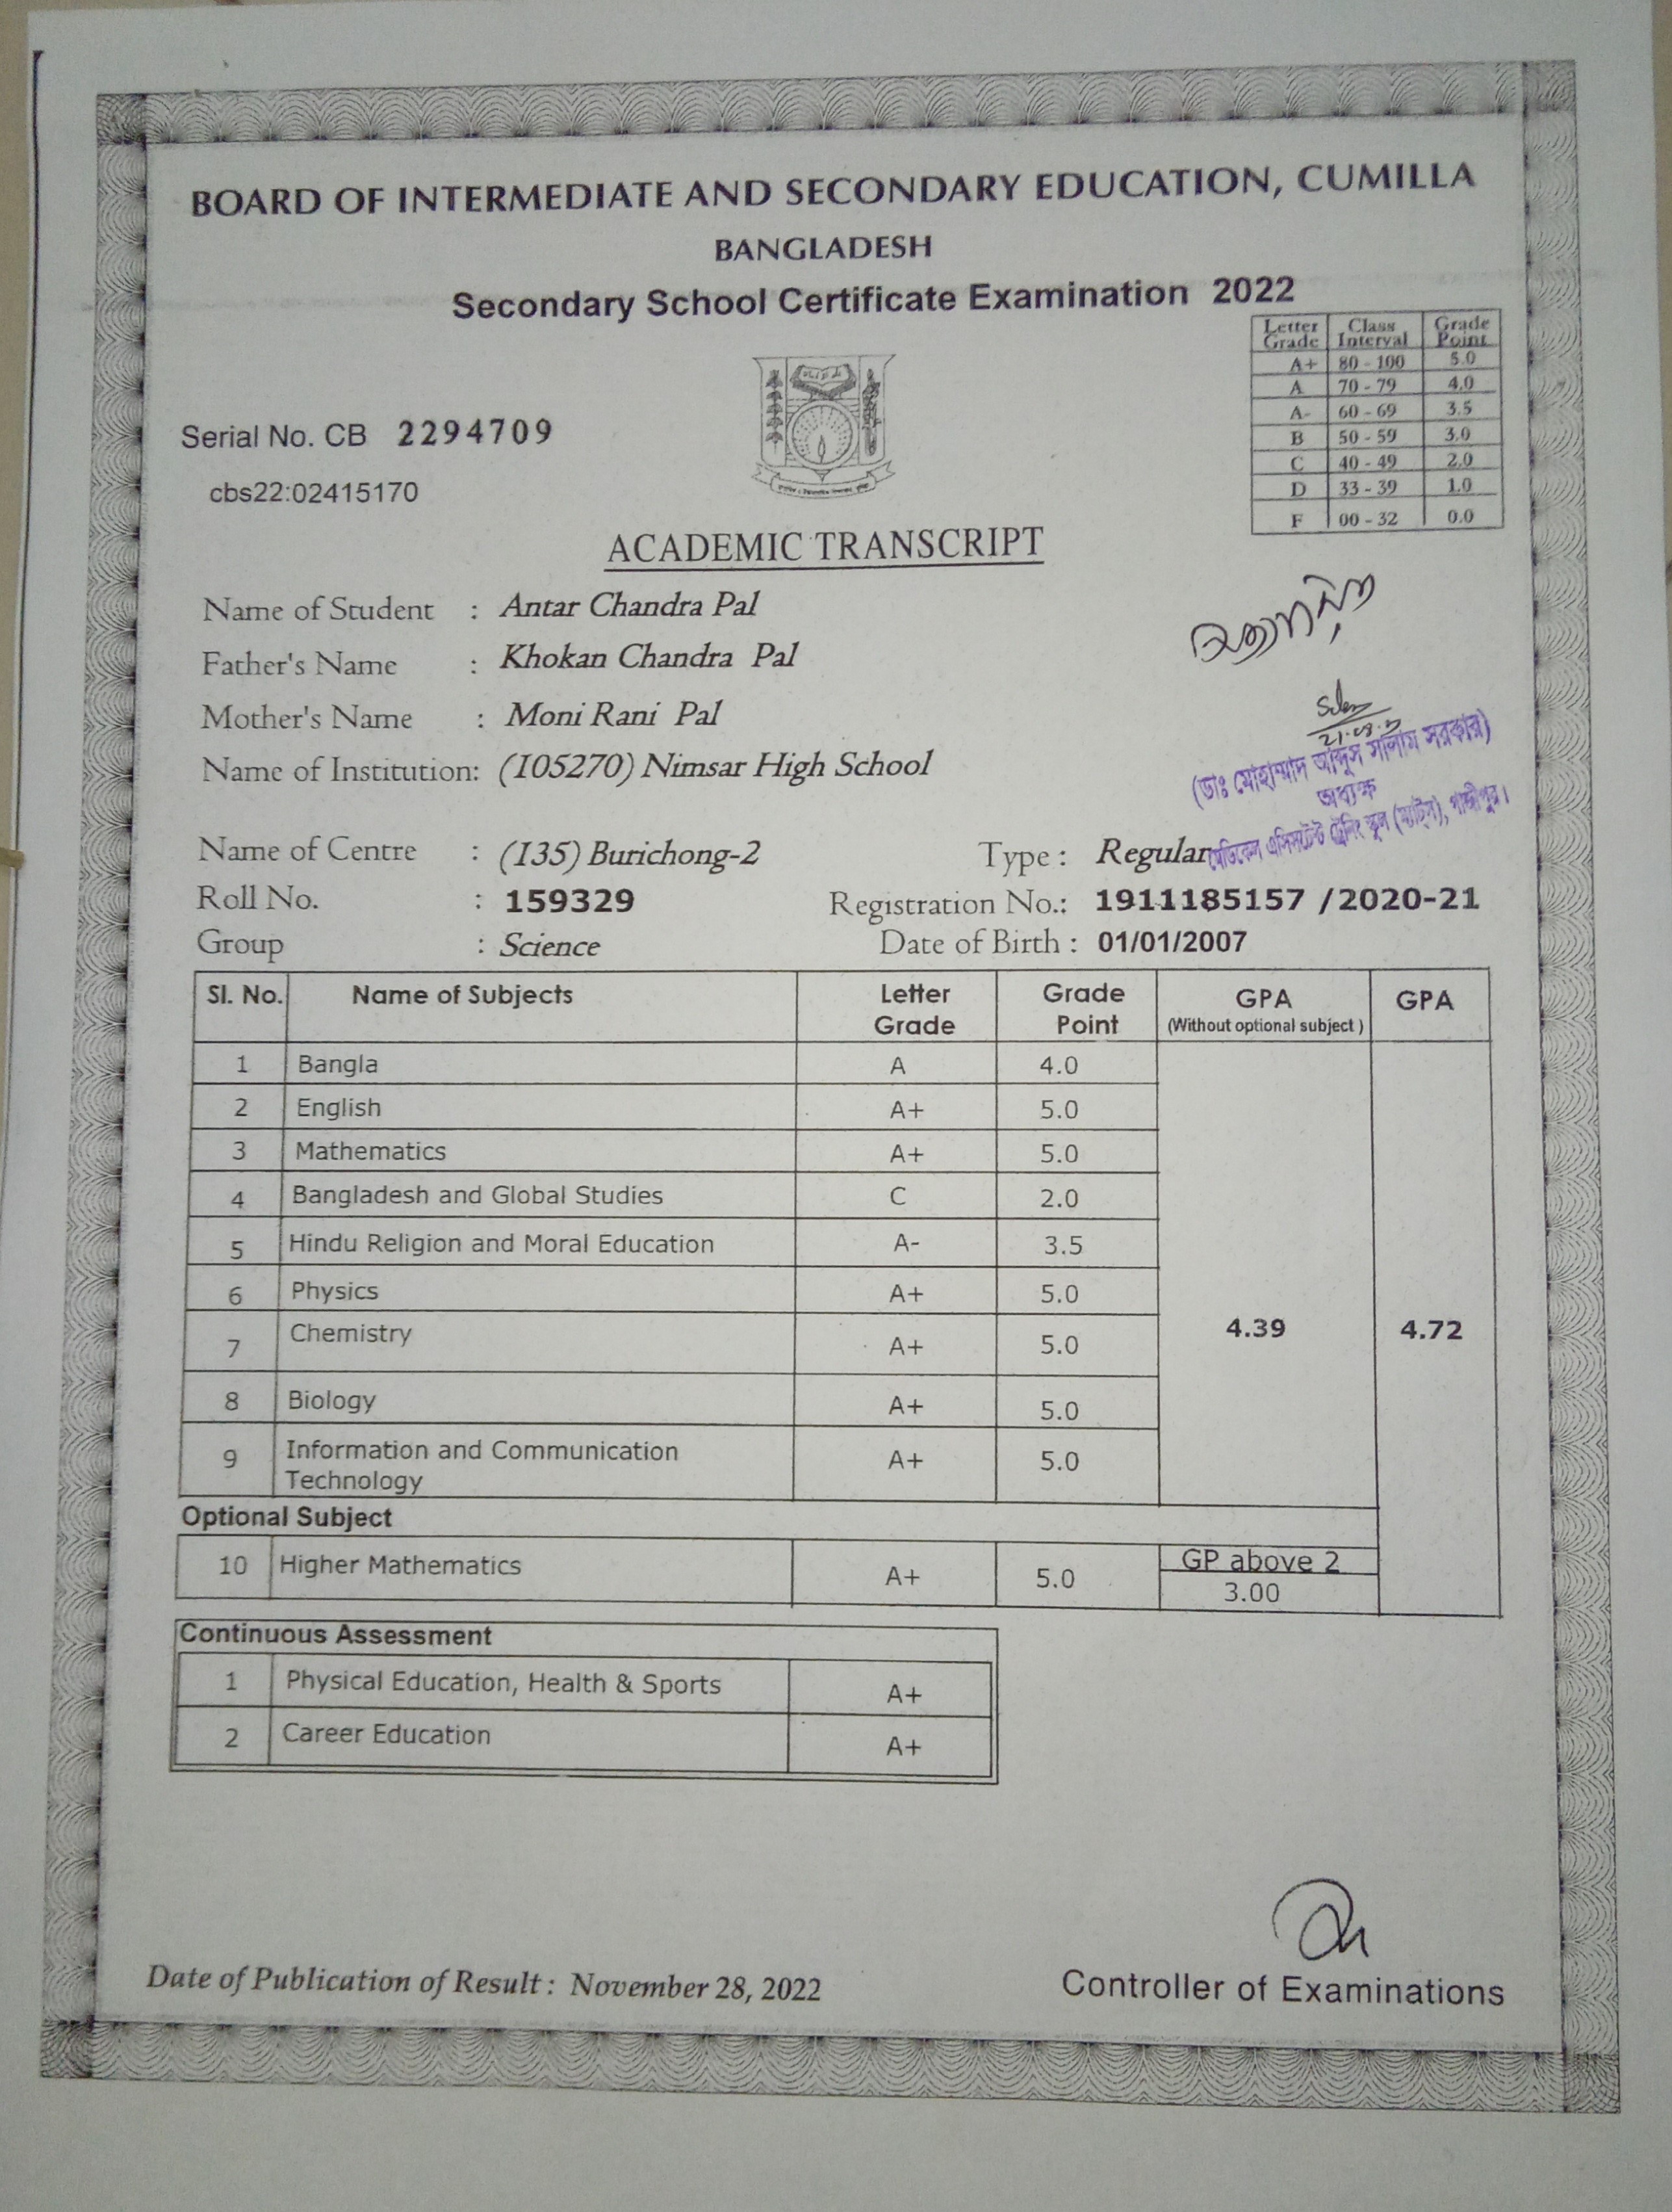 BOARD OF INTERMEDIATE AND SECONDARY EDUCATION, CUMILLA
BANGLADESH
Secondary School Certificate Examination 2022
Letter Grade Class Interval Grade Point
A+ 80 - 100 5.0
A 70 - 79 4.0
A- 60 - 69 3.5
B 50 - 59 3.0
C 40 - 49 2.0
D 33 - 39 1.0
F 00 - 32 0.0
Serial No. CB 2294709
cbs22:02415170
ACADEMIC TRANSCRIPT
Name of Student : Antar Chandra Pal
সত্যায়িত
Father's Name : Khokan Chandra Pal
Mother's Name : Moni Rani Pal
(ডাঃ মোহাম্মাদ আব্দুস সালাম সরকার)
অধ্যক্ষ
মেডিকেল এসিসটেন্ট ট্রেনিং স্কুল (ম্যাটস), গাজীপুর।
Name of Institution: (105270) Nimsar High School
Name of Centre : (135) Burichong-2 Type : Regular
Roll No. : 159329 Registration No.: 1911185157 /2020-21
Group : Science Date of Birth : 01/01/2007
Sl. No. Name of Subjects Letter Grade Grade Point GPA (Without optional subject ) GPA
1 Bangla A 4.0
2 English A+ 5.0
3 Mathematics A+ 5.0
4 Bangladesh and Global Studies C 2.0
5 Hindu Religion and Moral Education A- 3.5
6 Physics A+ 5.0
4.39 4.72
7 Chemistry A+ 5.0
8 Biology A+ 5.0
9 Information and Communication Technology A+ 5.0
Optional Subject
10 Higher Mathematics A+ 5.0 GP above 2
3.00
Continuous Assessment
1 Physical Education, Health & Sports A+
2 Career Education A+
Date of Publication of Result : November 28, 2022 Controller of Examinations